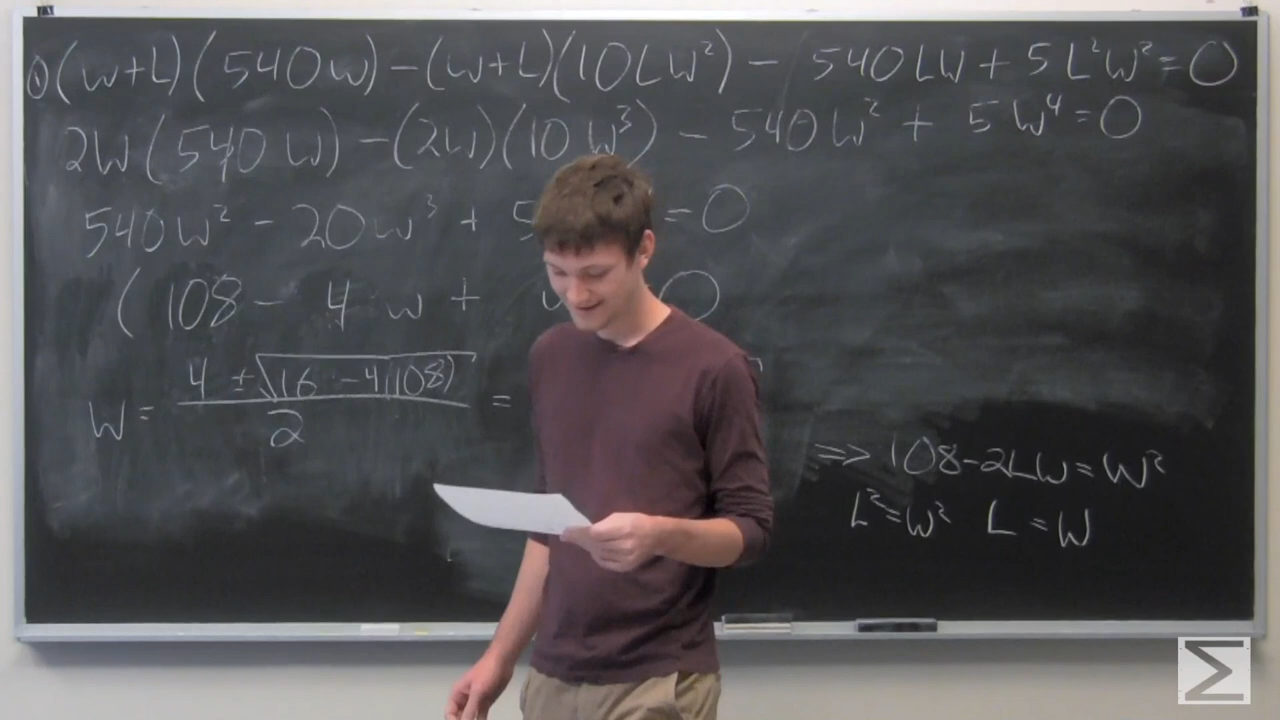 ① (W+L)(540W) - (W+L)(10LW²) - 540LW + 5L²W² = 0
2W(540W) - (2W)(10W³) - 540W² + 5W⁴ = 0
540W² - 20W³ + 5 = 0
(108 - 4W + 0
W = 4 ± √16 - 4(108) / 2 =
=> 108 - 2LW = W²
L² = W² L = W
Σ